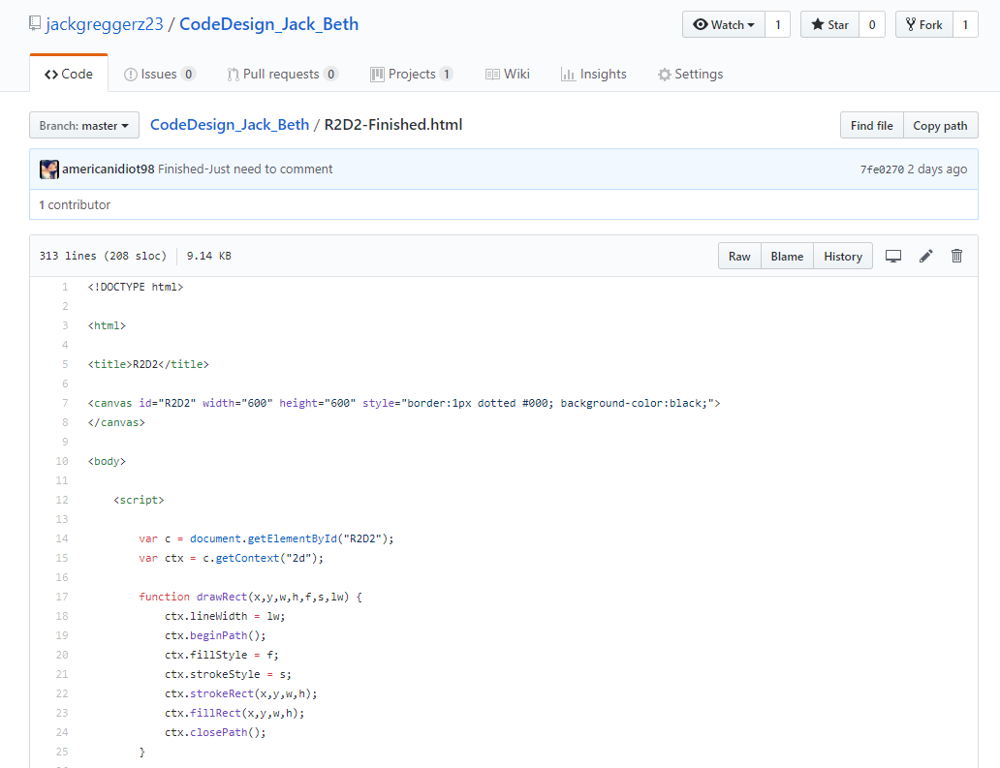 jackgreggerz23 / CodeDesign_Jack_Beth
Watch 1 Star 0 Fork 1
Code Issues 0 Pull requests 0 Projects 1 Wiki Insights Settings
Branch: master CodeDesign_Jack_Beth / R2D2-Finished.html Find file Copy path
americanidiot98 Finished-Just need to comment 7fe0270 2 days ago
1 contributor
313 lines (208 sloc) 9.14 KB Raw Blame History
1 <!DOCTYPE html>
2
3 <html>
4
5 <title>R2D2</title>
6
7 <canvas id="R2D2" width="600" height="600" style="border:1px dotted #000; background-color:black;">
8 </canvas>
9
10 <body>
11
12 <script>
13
14 var c = document.getElementById("R2D2");
15 var ctx = c.getContext("2d");
16
17 function drawRect(x,y,w,h,f,s,lw) {
18 ctx.lineWidth = lw;
19 ctx.beginPath();
20 ctx.fillStyle = f;
21 ctx.strokeStyle = s;
22 ctx.strokeRect(x,y,w,h);
23 ctx.fillRect(x,y,w,h);
24 ctx.closePath();
25 }